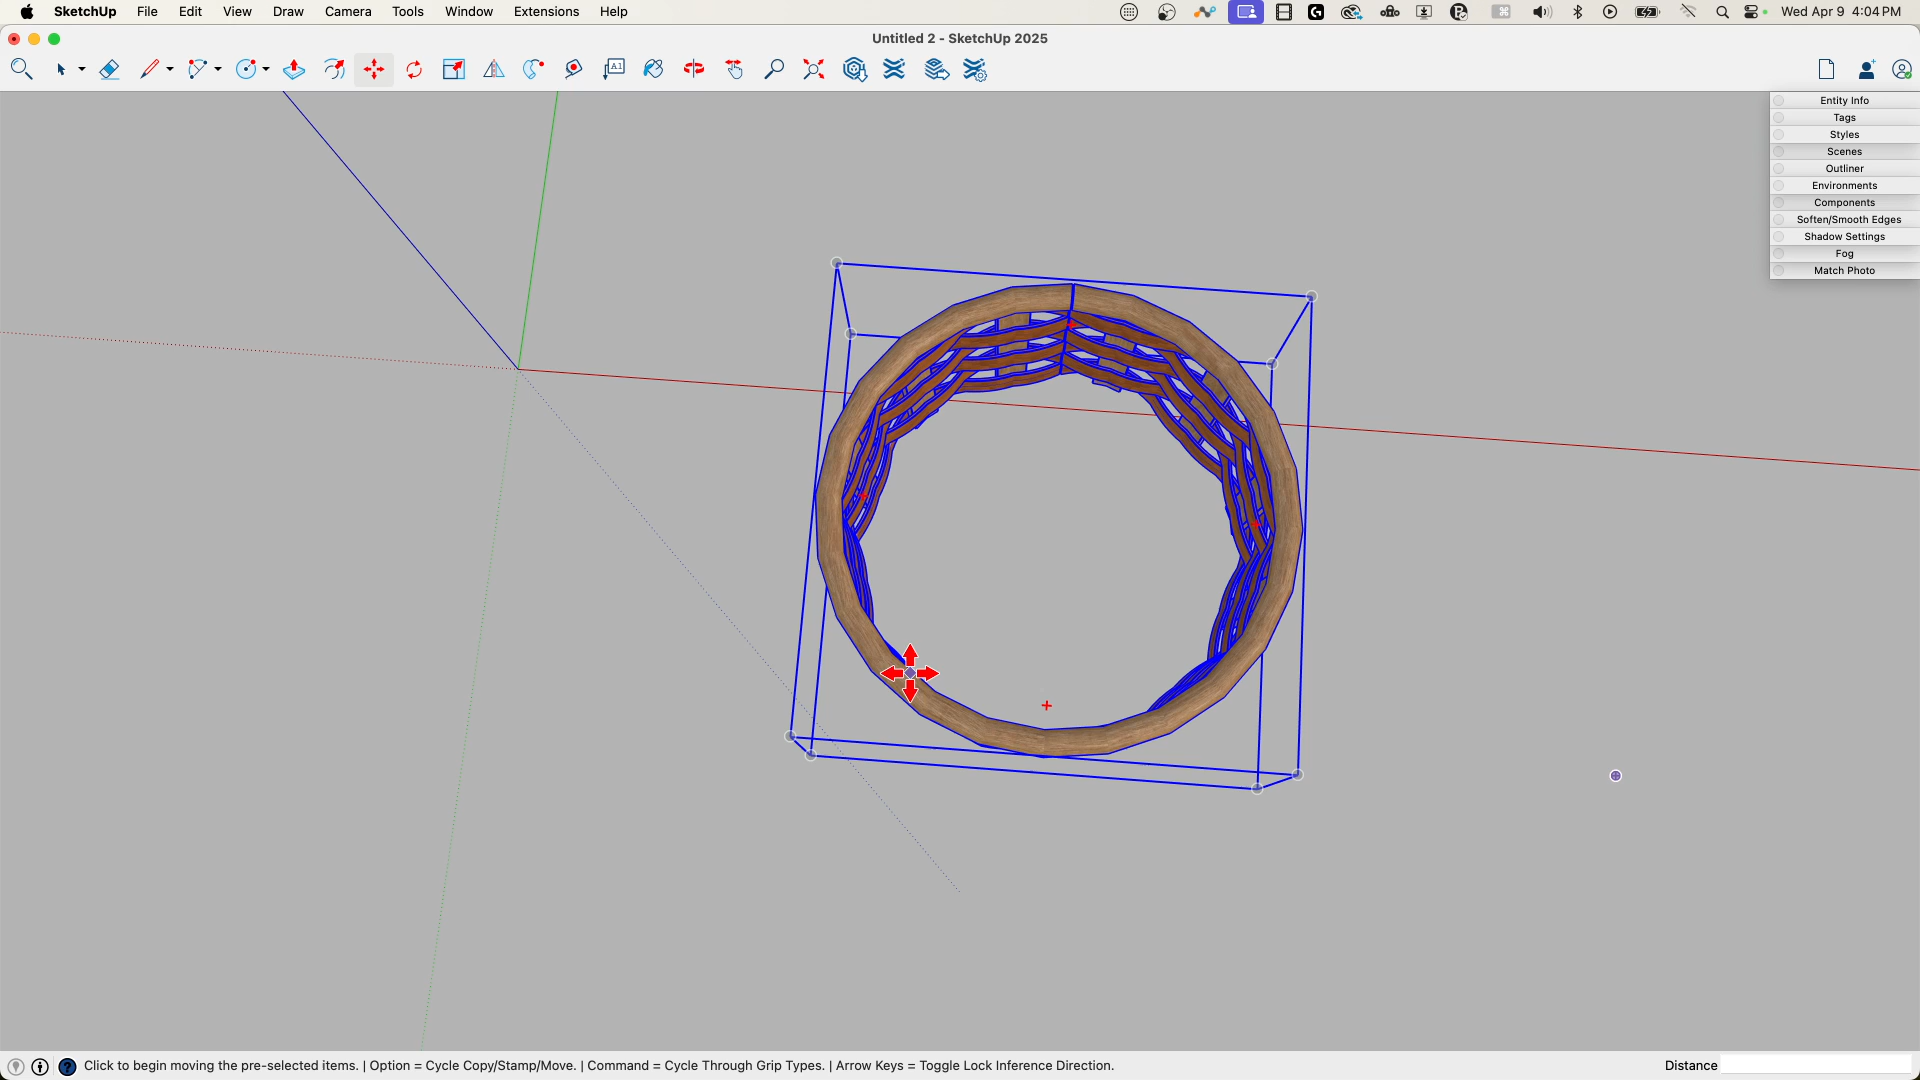 SketchUp File Edit View Draw Camera Tools Window Extensions Help Wed Apr 9 4:04 PM
Untitled 2 - SketchUp 2025
A1
Entity Info
Tags
Styles
Scenes
Outliner
Environments
Components
Soften/Smooth Edges
Shadow Settings
Fog
Match Photo
Click to begin moving the pre-selected items. | Option = Cycle Copy/Stamp/Move. | Command = Cycle Through Grip Types. | Arrow Keys = Toggle Lock Inference Direction. Distance